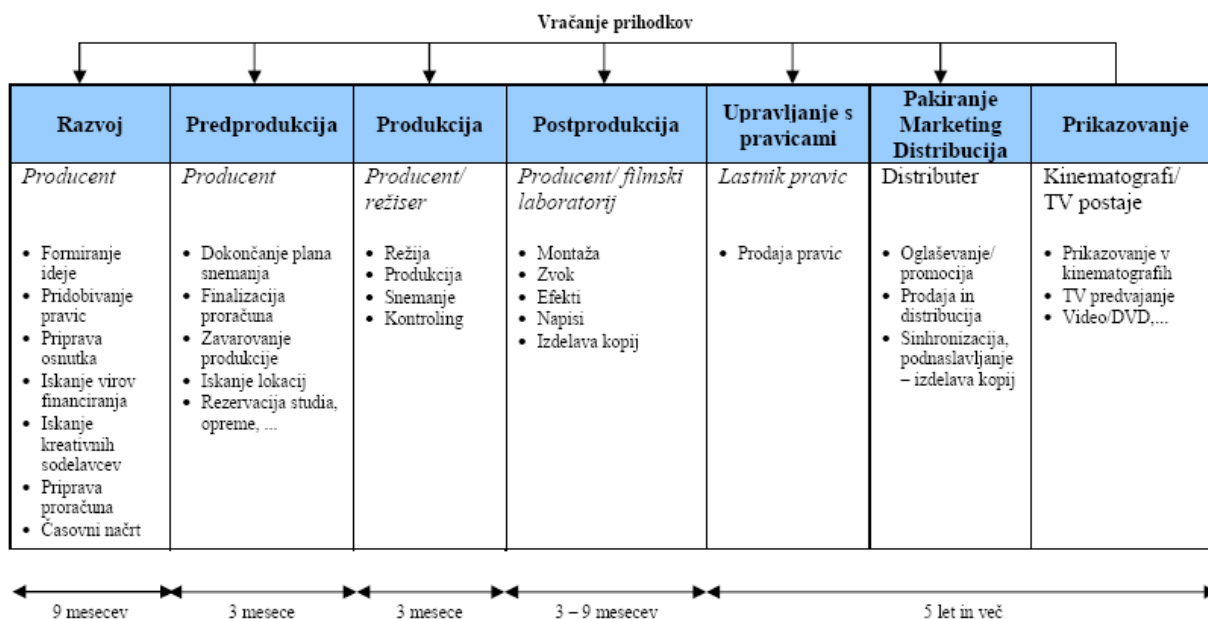 Vračanje prihodkov
Razvoj
Predprodukcija
Produkcija
Postprodukcija
Upravljanje s
pravicami
Pakiranje
Marketing
Distribucija
Prikazovanje
Producent
• Formiranje
ideje
• Pridobivanje
pravic
• Priprava
osnutka
• Iskanje virov
financiranja
• Iskanje
kreativnih
sodelavcev
• Priprava
proračuna
• Časovni načrt
Producent
• Dokončanje plana
snemanja
• Finalizacija
proračuna
• Zavarovanje
produkcije
• Iskanje lokacij
• Rezervacija studia,
opreme, ...
Producent/
režiser
• Režija
• Produkcija
• Snemanje
• Kontroling
Producent/ filmski
laboratorij
• Montaža
• Zvok
• Efekti
• Napisi
• Izdelava kopij
Lastnik pravic
• Prodaja pravic
Distributer
• Oglaševanje/
promocija
• Prodaja in
distribucija
• Sinhronizacija,
podnaslavljanje
– izdelava kopij
Kinematografi/
TV postaje
• Prikazovanje v
kinematografih
• TV predvajanje
• Video/DVD,...
9 mesecev
3 mesece
3 mesece
3 – 9 mesecev
5 let in več